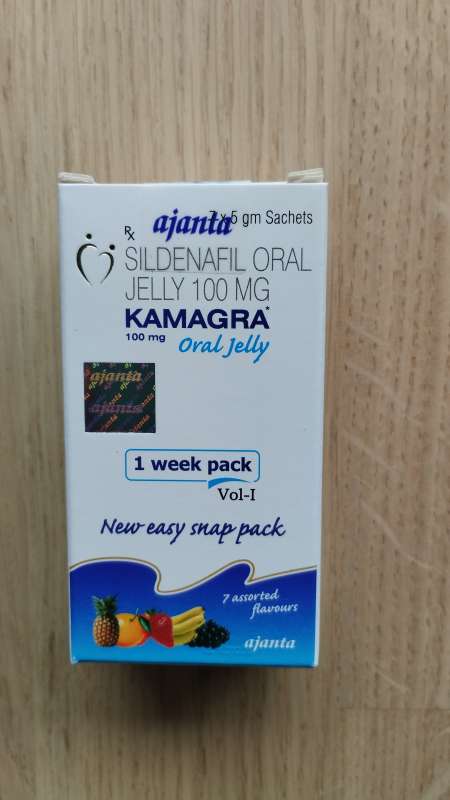 ajanta
7 x 5 gm Sachets
Rx
SILDENAFIL ORAL
JELLY 100 MG
KAMAGRA*
100 mg
Oral Jelly
ajanta
ajanta
1 week pack
Vol-I
New easy snap pack
7 assorted
flavours
ajanta